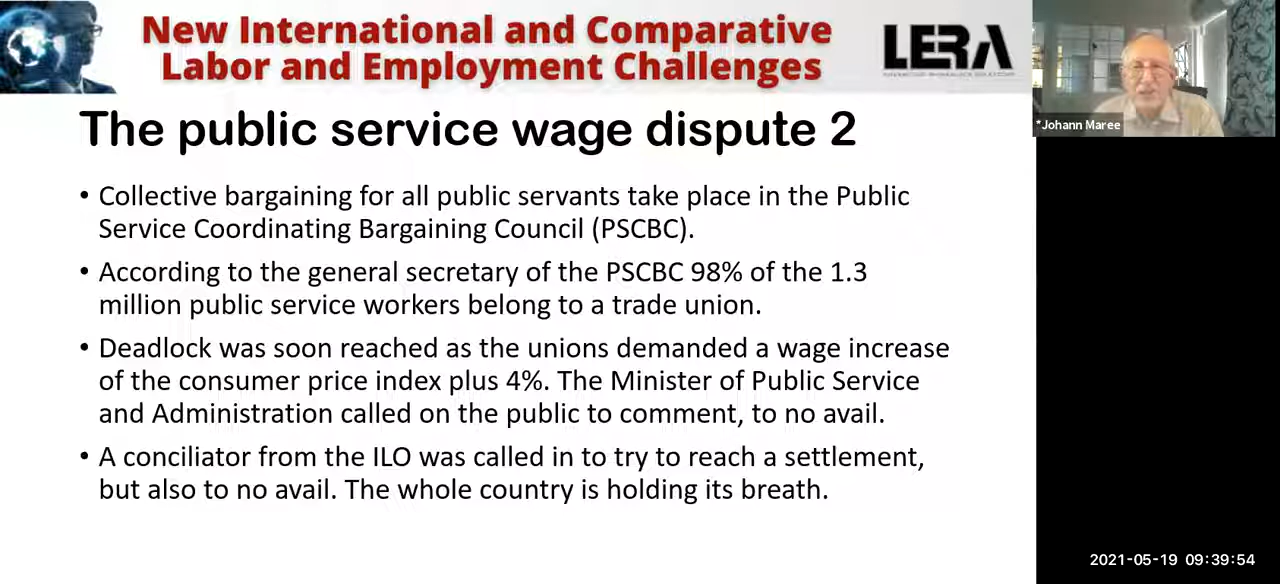 New International and Comparative
Labor and Employment Challenges
LERA
*Johann Maree
The public service wage dispute 2
• Collective bargaining for all public servants take place in the Public
Service Coordinating Bargaining Council (PSCBC).
• According to the general secretary of the PSCBC 98% of the 1.3
million public service workers belong to a trade union.
• Deadlock was soon reached as the unions demanded a wage increase
of the consumer price index plus 4%. The Minister of Public Service
and Administration called on the public to comment, to no avail.
• A conciliator from the ILO was called in to try to reach a settlement,
but also to no avail. The whole country is holding its breath.
2021-05-19 09:39:54